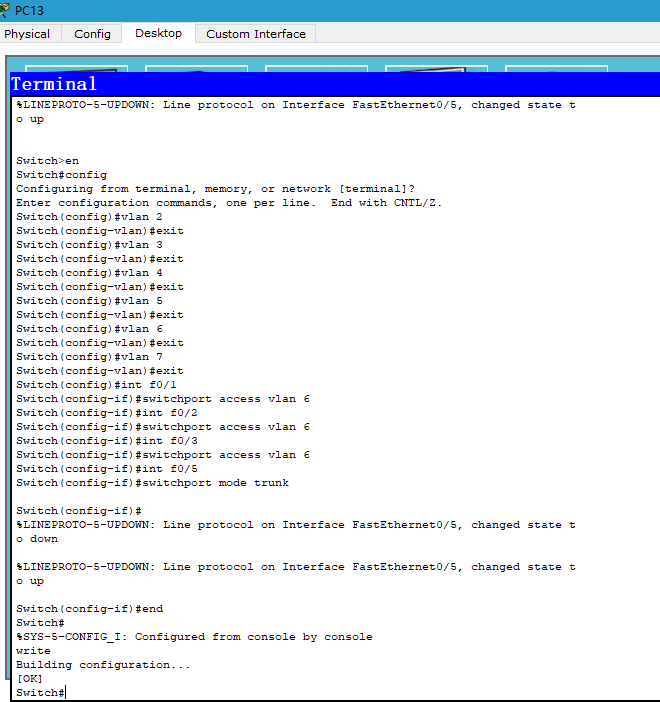 PC13
Physical Config Desktop Custom Interface
Terminal
%LINEPROTO-5-UPDOWN: Line protocol on Interface FastEthernet0/5, changed state t
o up
Switch>en
Switch#config
Configuring from terminal, memory, or network [terminal]?
Enter configuration commands, one per line.  End with CNTL/Z.
Switch(config)#vlan 2
Switch(config-vlan)#exit
Switch(config)#vlan 3
Switch(config-vlan)#exit
Switch(config)#vlan 4
Switch(config-vlan)#exit
Switch(config)#vlan 5
Switch(config-vlan)#exit
Switch(config)#vlan 6
Switch(config-vlan)#exit
Switch(config)#vlan 7
Switch(config-vlan)#exit
Switch(config)#int f0/1
Switch(config-if)#switchport access vlan 6
Switch(config-if)#int f0/2
Switch(config-if)#switchport access vlan 6
Switch(config-if)#int f0/3
Switch(config-if)#switchport access vlan 6
Switch(config-if)#int f0/5
Switch(config-if)#switchport mode trunk
Switch(config-if)#
%LINEPROTO-5-UPDOWN: Line protocol on Interface FastEthernet0/5, changed state t
o down
%LINEPROTO-5-UPDOWN: Line protocol on Interface FastEthernet0/5, changed state t
o up
Switch(config-if)#end
Switch#
%SYS-5-CONFIG_I: Configured from console by console
write
Building configuration...
[OK]
Switch#